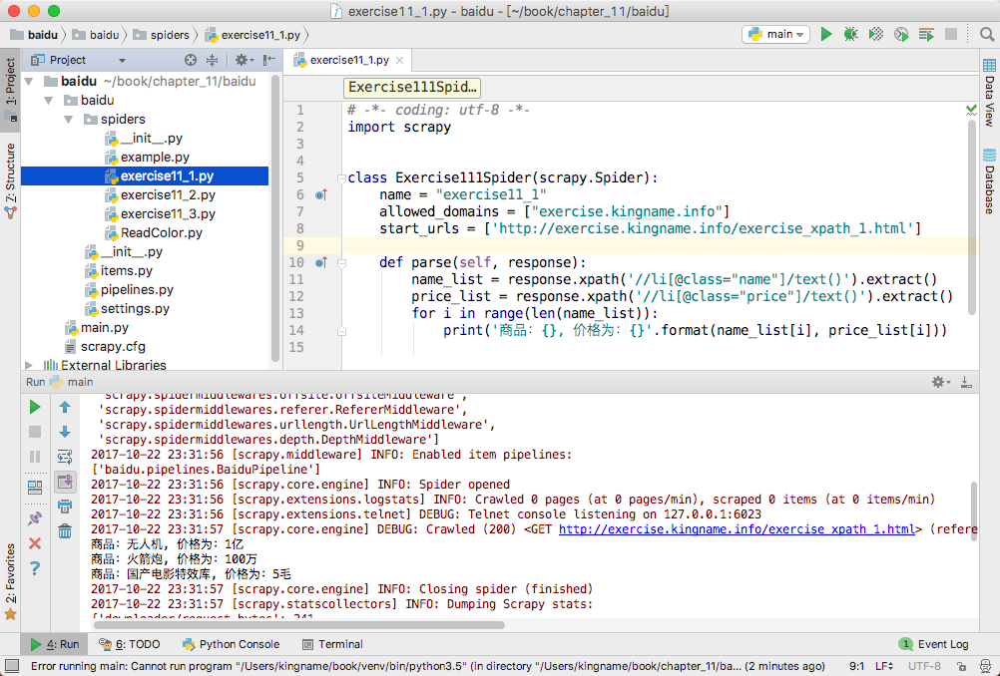 exercise11_1.py - baidu - [~/book/chapter_11/baidu]
baidu baidu spiders exercise11_1.py
main
1: Project
Z: Structure
2: Favorites
Project
baidu ~/book/chapter_11/baidu
baidu
spiders
__init__.py
example.py
exercise11_1.py
exercise11_2.py
exercise11_3.py
ReadColor.py
__init__.py
items.py
pipelines.py
settings.py
main.py
scrapy.cfg
External Libraries
exercise11_1.py
Exercise111Spid…
1 # -*- coding: utf-8 -*-
2 import scrapy
3
4
5 class Exercise111Spider(scrapy.Spider):
6 name = "exercise11_1"
7 allowed_domains = ["exercise.kingname.info"]
8 start_urls = ['http://exercise.kingname.info/exercise_xpath_1.html']
9
10 def parse(self, response):
11 name_list = response.xpath('//li[@class="name"]/text()').extract()
12 price_list = response.xpath('//li[@class="price"]/text()').extract()
13 for i in range(len(name_list)):
14 print('商品：{}, 价格为：{}'.format(name_list[i], price_list[i]))
15
Data View
Database
Run main
'scrapy.spidermiddlewares.offsite.OffsiteMiddleware',
'scrapy.spidermiddlewares.referer.RefererMiddleware',
'scrapy.spidermiddlewares.urllength.UrlLengthMiddleware',
'scrapy.spidermiddlewares.depth.DepthMiddleware']
2017-10-22 23:31:56 [scrapy.middleware] INFO: Enabled item pipelines:
['baidu.pipelines.BaiduPipeline']
2017-10-22 23:31:56 [scrapy.core.engine] INFO: Spider opened
2017-10-22 23:31:56 [scrapy.extensions.logstats] INFO: Crawled 0 pages (at 0 pages/min), scraped 0 items (at 0 items/min)
2017-10-22 23:31:56 [scrapy.extensions.telnet] DEBUG: Telnet console listening on 127.0.0.1:6023
2017-10-22 23:31:57 [scrapy.core.engine] DEBUG: Crawled (200) <GET http://exercise.kingname.info/exercise_xpath_1.html> (refere
商品：无人机, 价格为：1亿
商品：火箭炮, 价格为：100万
商品：国产电影特效库, 价格为：5毛
2017-10-22 23:31:57 [scrapy.core.engine] INFO: Closing spider (finished)
2017-10-22 23:31:57 [scrapy.statscollectors] INFO: Dumping Scrapy stats:
{'downloader/request_bytes': 241,
4: Run 6: TODO Python Console Terminal 1 Event Log
Error running main: Cannot run program "/Users/kingname/book/venv/bin/python3.5" (in directory "/Users/kingname/book/chapter_11/ba... (2 minutes ago) 9:1 LF UTF-8